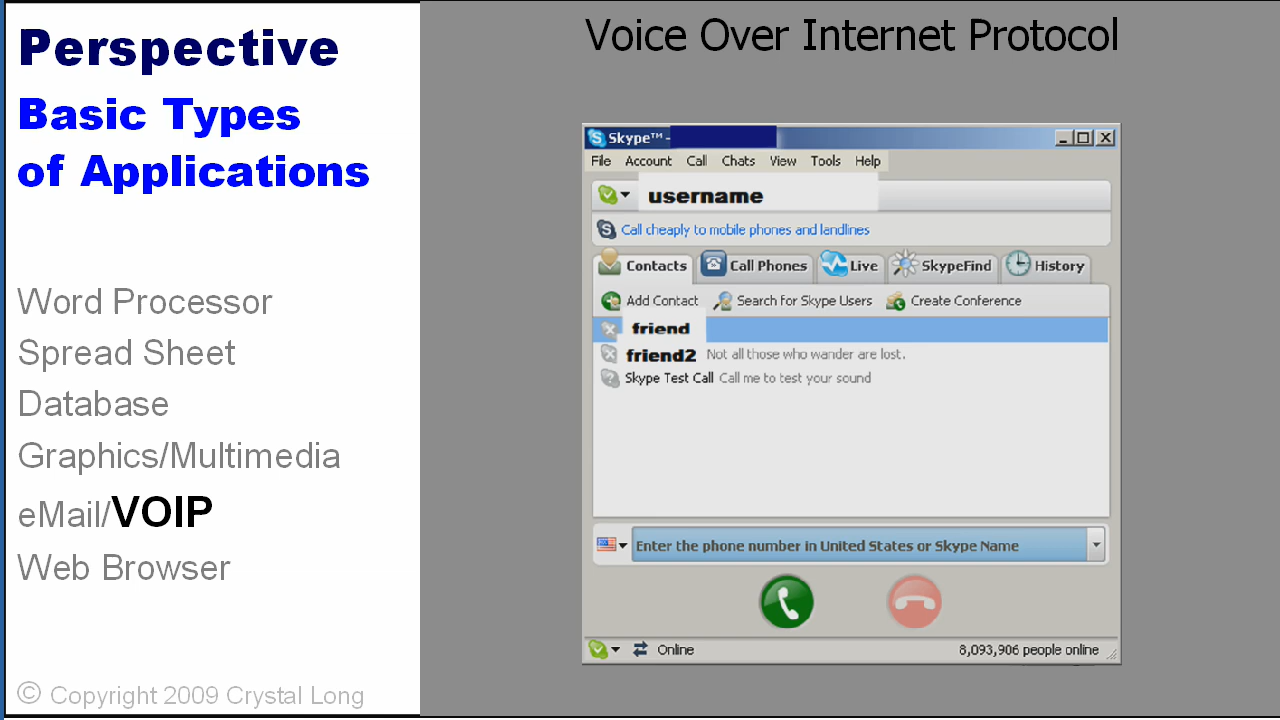 Perspective
Basic Types
of Applications
Word Processor
Spread Sheet
Database
Graphics/Multimedia
eMail/VOIP
Web Browser
© Copyright 2009 Crystal Long
Voice Over Internet Protocol
Skype™ -
File Account Call Chats View Tools Help
username
Call cheaply to mobile phones and landlines
Contacts Call Phones Live SkypeFind History
Add Contact Search for Skype Users Create Conference
friend
friend2 Not all those who wander are lost.
Skype Test Call Call me to test your sound
Enter the phone number in United States or Skype Name
Online 8,093,906 people online